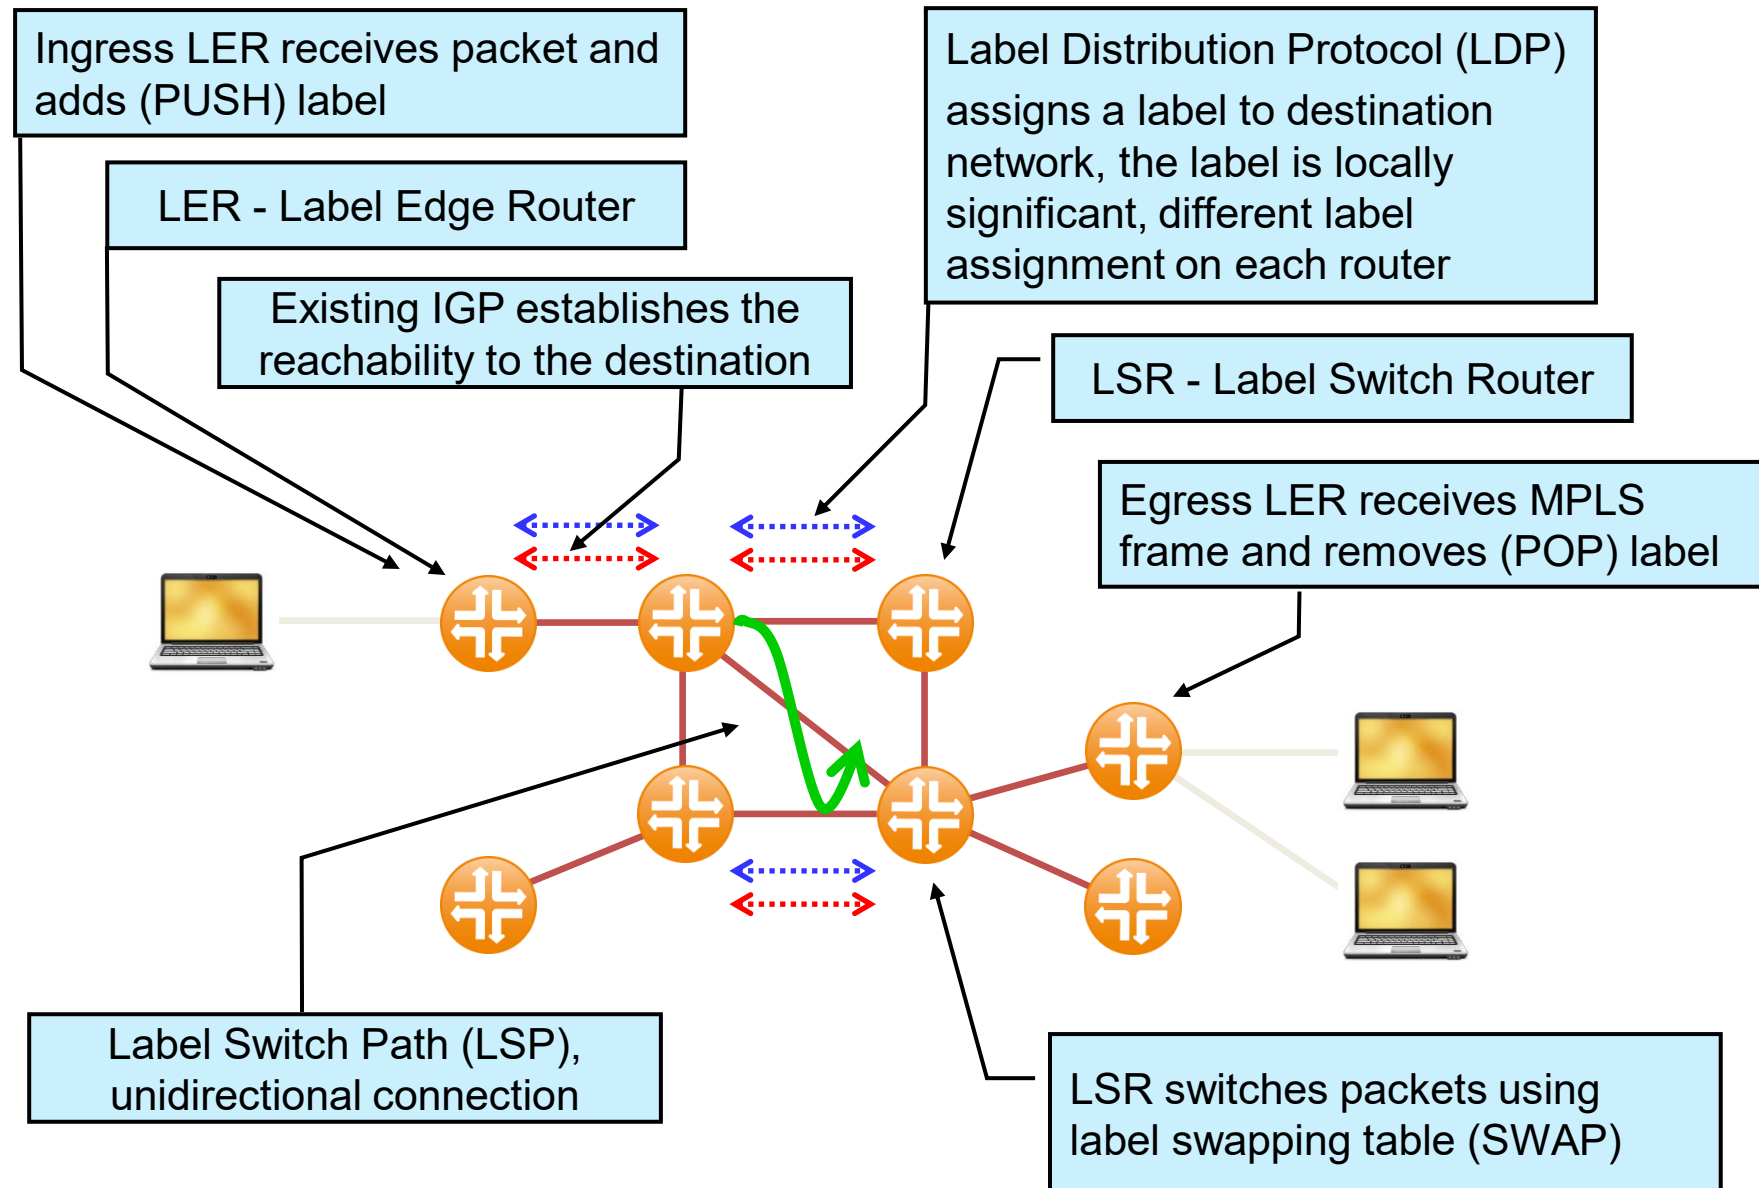 Ingress LER receives packet and
adds (PUSH) label
LER - Label Edge Router
Existing IGP establishes the
reachability to the destination
Label Distribution Protocol (LDP)
assigns a label to destination
network, the label is locally
significant, different label
assignment on each router
LSR - Label Switch Router
Egress LER receives MPLS
frame and removes (POP) label
Label Switch Path (LSP),
unidirectional connection
LSR switches packets using
label swapping table (SWAP)